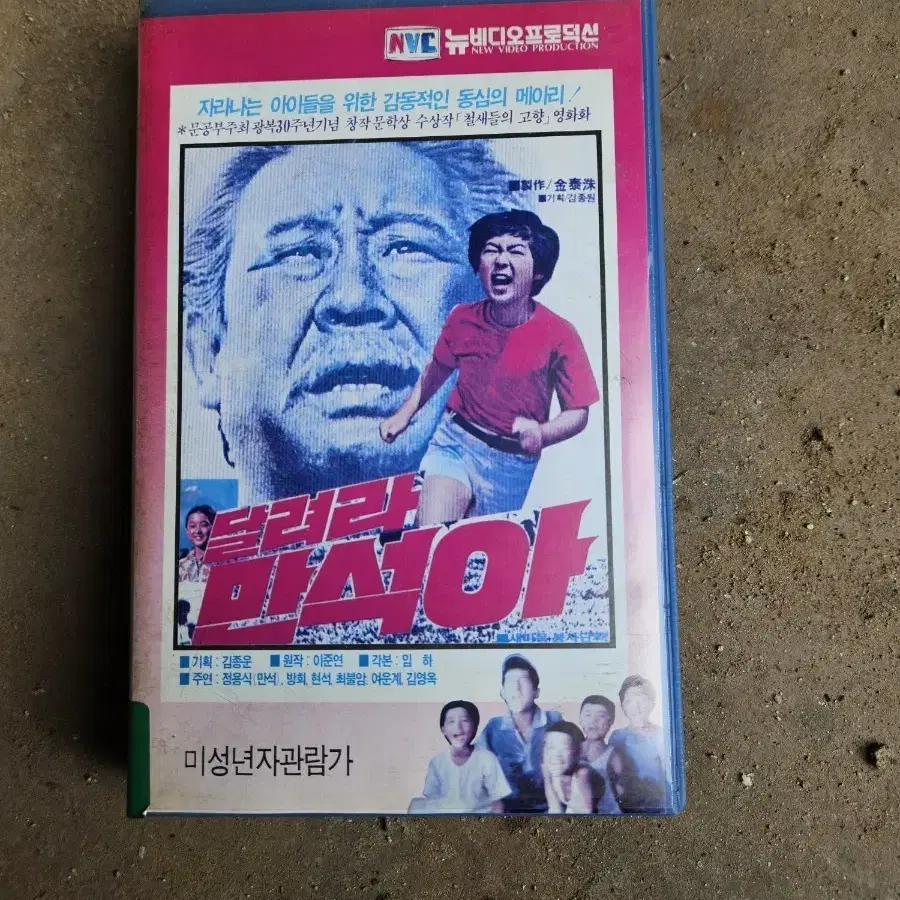 NVC 뉴비디오프로덕션
NEW VIDEO PRODUCTION
자라나는 아이들을 위한 감동적인 동심의 메아리!
*문공부주최 광복30주년기념 창작문학상 수상작「철새들의 고향」영화화
■製作/金泰洙
■기획/김종원
달려라
만석아
■기획 : 김종운 ■원작 : 이준연 ■각본 : 임 하
■주연 : 정용식(만석), 방희, 현석, 최불암, 여운계, 김영옥
미성년자관람가